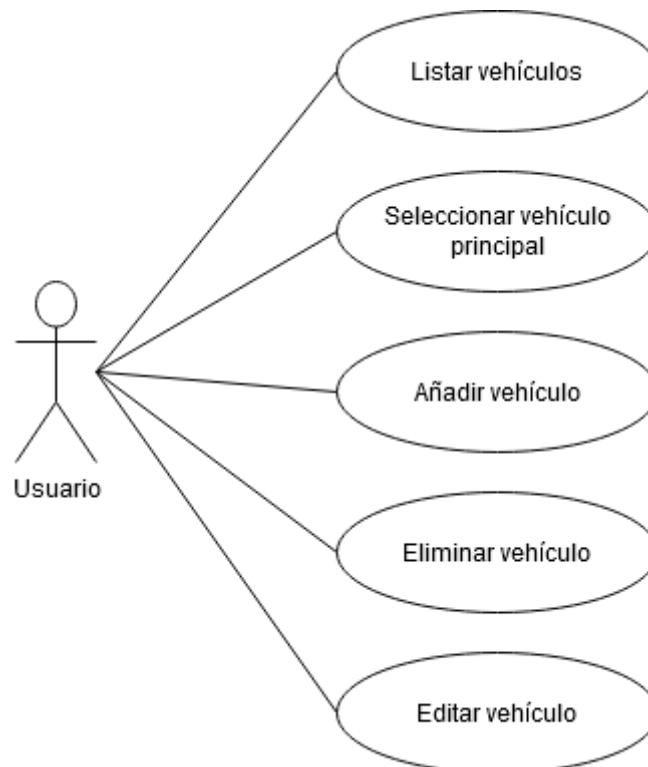 Listar vehículos
Seleccionar vehículo
principal
Añadir vehículo
Usuario
Eliminar vehículo
Editar vehículo